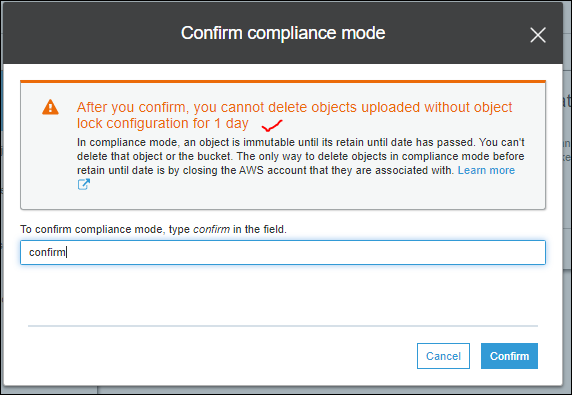 Confirm compliance mode
After you confirm, you cannot delete objects uploaded without object
lock configuration for 1 day
In compliance mode, an object is immutable until its retain until date has passed. You can't
delete that object or the bucket. The only way to delete objects in compliance mode before
retain until date is by closing the AWS account that they are associated with. Learn more
To confirm compliance mode, type confirm in the field.
confirm
Cancel
Confirm